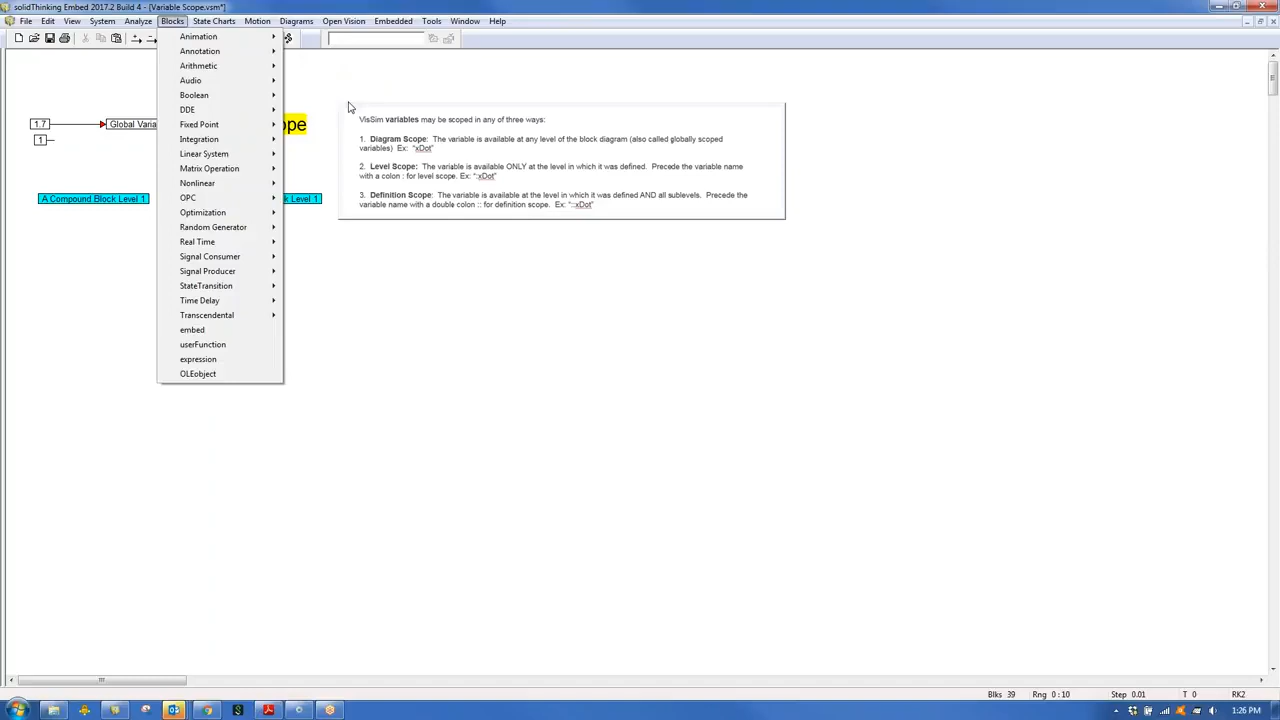 solidThinking Embed 2017.2 Build 4 - [Variable Scope.vsm*]
File Edit View System Analyze Blocks State Charts Motion Diagrams Open Vision Embedded Tools Window Help
Animation
Annotation
Arithmetic
Audio
Boolean
DDE
Fixed Point
Integration
Linear System
Matrix Operation
Nonlinear
OPC
Optimization
Random Generator
Real Time
Signal Consumer
Signal Producer
StateTransition
Time Delay
Transcendental
embed
userFunction
expression
OLEobject
1.7
Global Varia
ope
1
A Compound Block Level 1
k Level 1
VisSim variables may be scoped in any of three ways:
1. Diagram Scope: The variable is available at any level of the block diagram (also called globally scoped
variables) Ex: "xDot"
2. Level Scope: The variable is available ONLY at the level in which it was defined. Precede the variable name
with a colon : for level scope. Ex: ":xDot"
3. Definition Scope: The variable is available at the level in which it was defined AND all sublevels. Precede the
variable name with a double colon :: for definition scope. Ex: "::xDot"
Blks 39 Rng 0 : 10 Step 0.01 T 0 RK2
1:26 PM